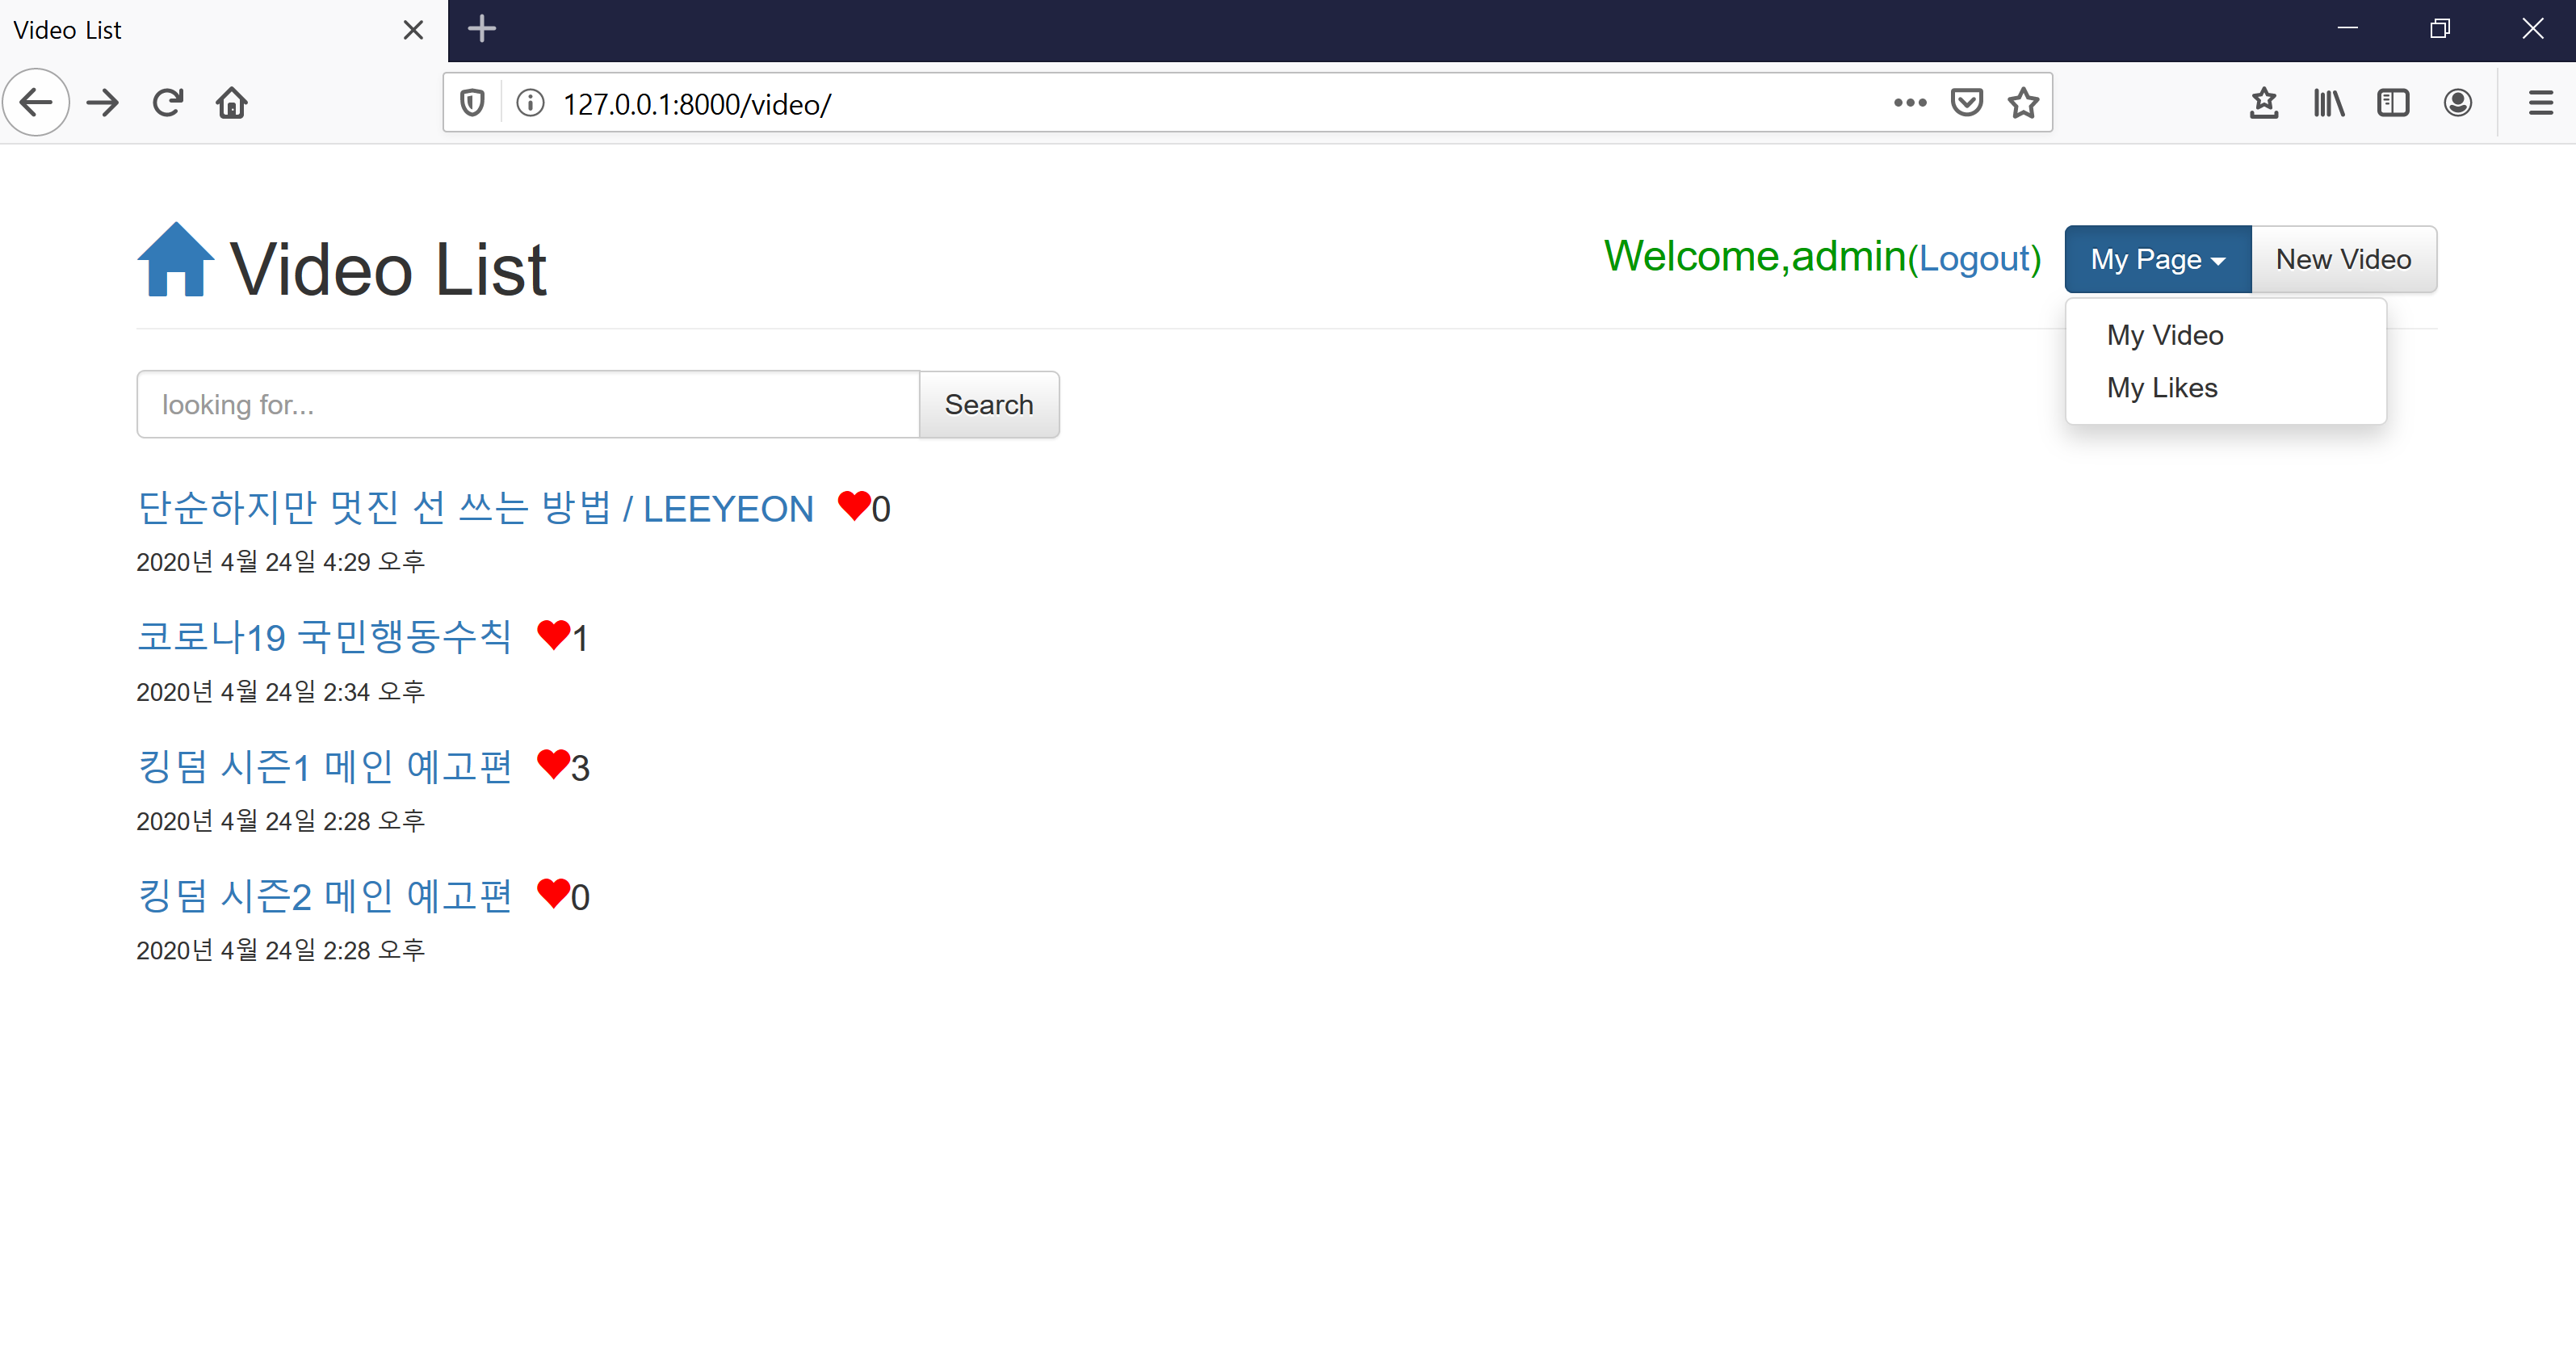 Video List
127.0.0.1:8000/video/
Video List
Welcome,admin(Logout)
My Page
New Video
My Video
My Likes
looking for...
Search
단순하지만 멋진 선 쓰는 방법 / LEEYEON 0
2020년 4월 24일 4:29 오후
코로나19 국민행동수칙 1
2020년 4월 24일 2:34 오후
킹덤 시즌1 메인 예고편 3
2020년 4월 24일 2:28 오후
킹덤 시즌2 메인 예고편 0
2020년 4월 24일 2:28 오후